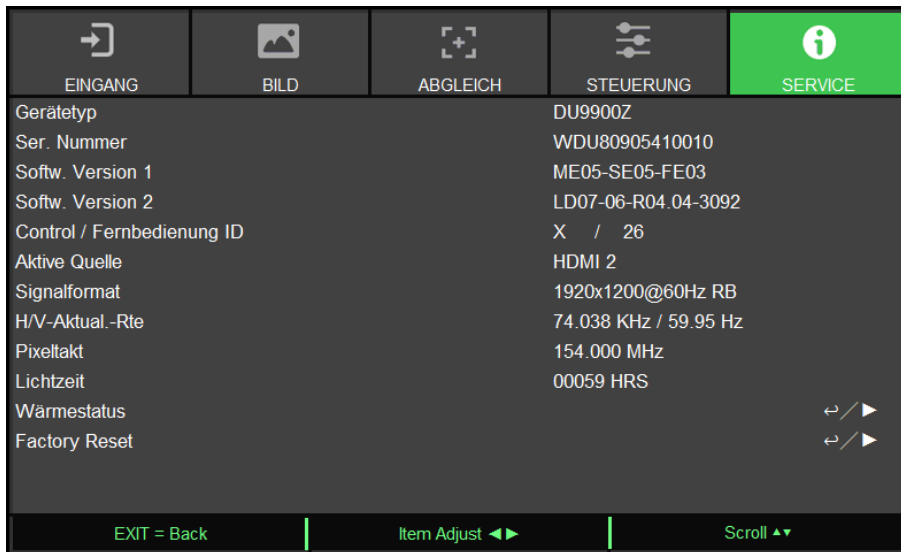 EINGANG BILD ABGLEICH STEUERUNG SERVICE
Gerätetyp DU9900Z
Ser. Nummer WDU80905410010
Softw. Version 1 ME05-SE05-FE03
Softw. Version 2 LD07-06-R04.04-3092
Control / Fernbedienung ID X / 26
Aktive Quelle HDMI 2
Signalformat 1920x1200@60Hz RB
H/V-Aktual.-Rte 74.038 KHz / 59.95 Hz
Pixeltakt 154.000 MHz
Lichtzeit 00059 HRS
Wärmestatus ↩/▶
Factory Reset ↩/▶
EXIT = Back Item Adjust ◀▶ Scroll ▲▼